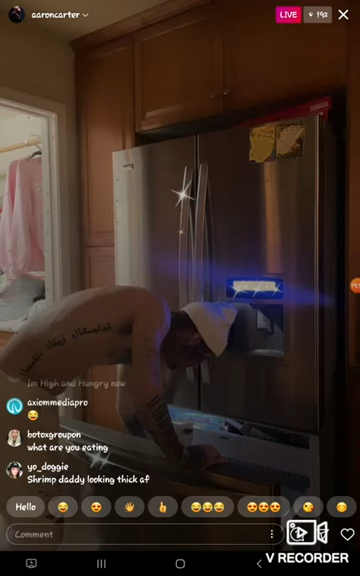 aaroncarter
LIVE
192
Im High and Hungry now
axiommediapro
😂
botoxgroupon
what are you eating
yo_doggie
Shrimp daddy looking thick af
Hello
Comment
V RECORDER